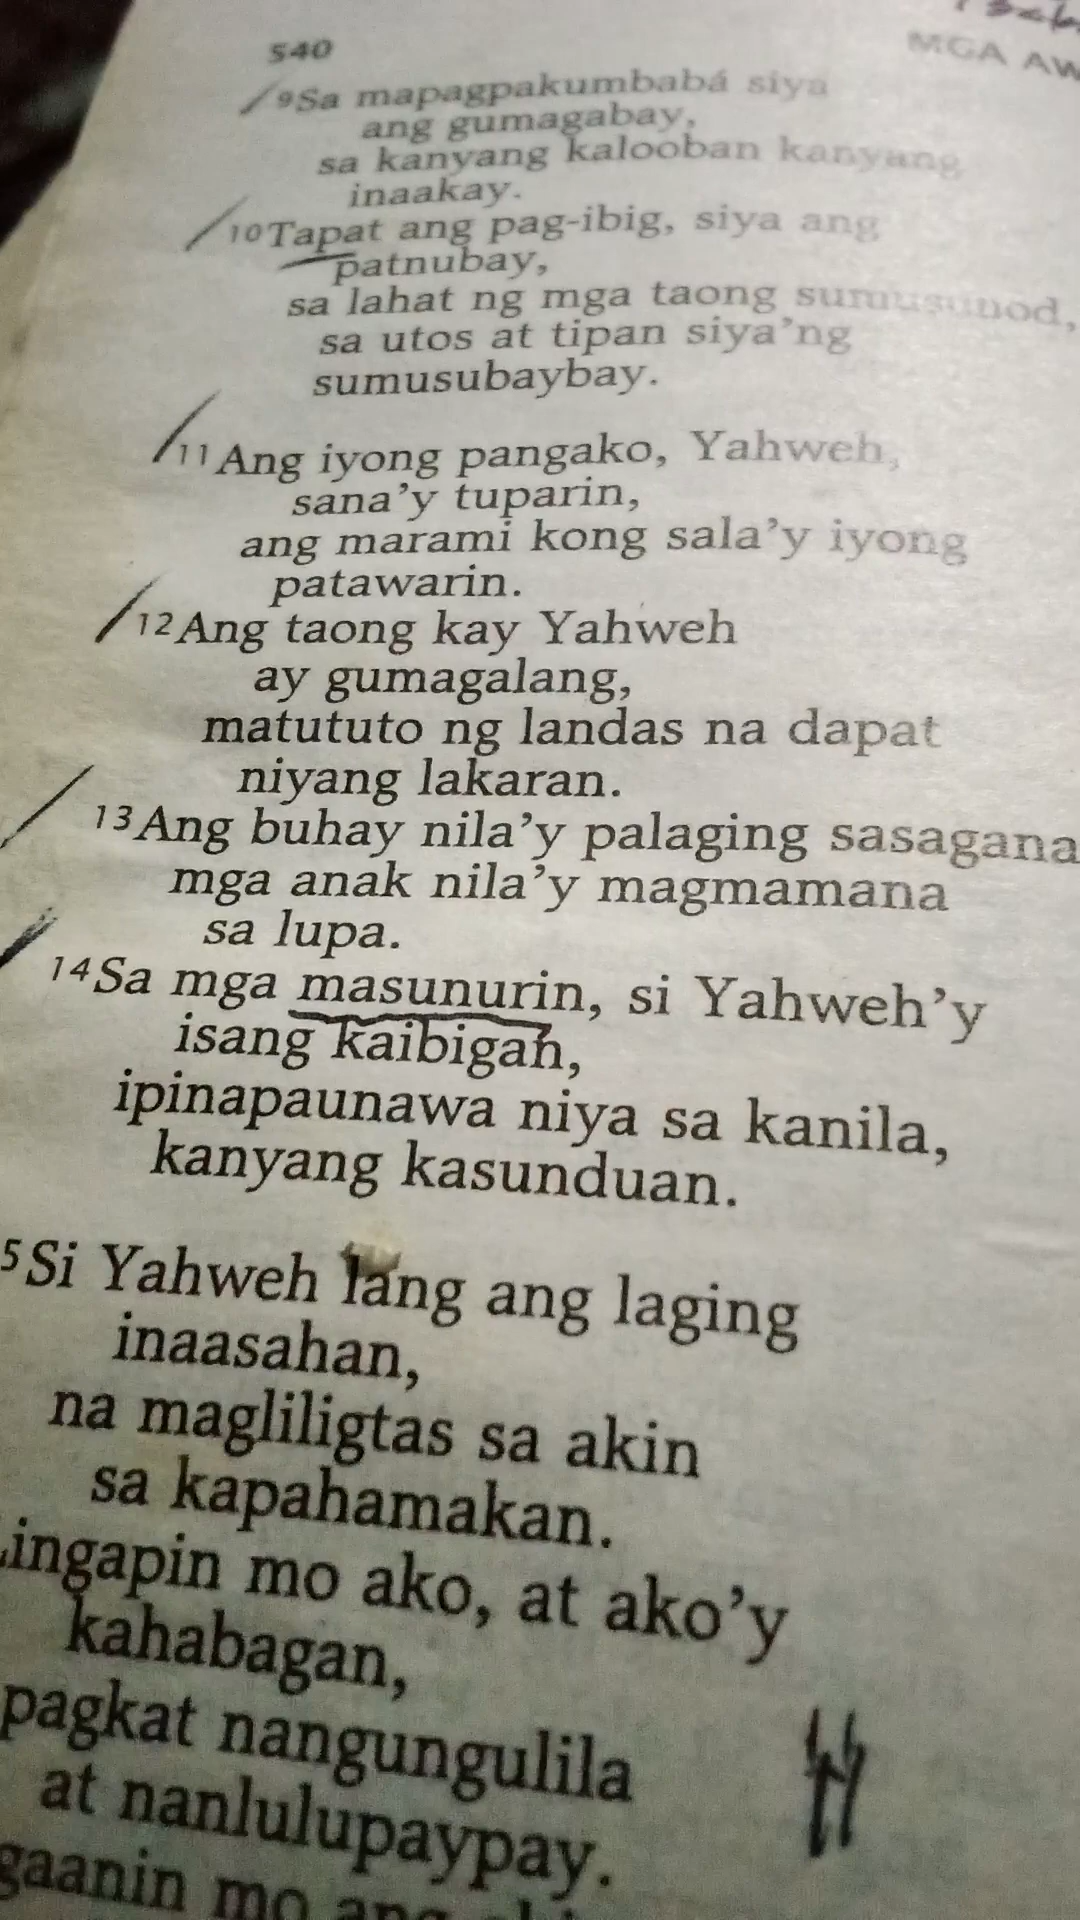 540
MGA AW
9Sa mapagpakumbabá siya
ang gumagabay,
sa kanyang kalooban kanyang
inaakay.
10Tapat ang pag-ibig, siya ang
patnubay,
sa lahat ng mga taong sumusunod,
sa utos at tipan siya'ng
sumusubaybay.
11Ang iyong pangako, Yahweh,
sana'y tuparin,
ang marami kong sala'y iyong
patawarin.
12Ang taong kay Yahweh
ay gumagalang,
matututo ng landas na dapat
niyang lakaran.
13Ang buhay nila'y palaging sasagana
mga anak nila'y magmamana
sa lupa.
14Sa mga masunurin, si Yahweh'y
isang kaibigan,
ipinapaunawa niya sa kanila,
kanyang kasunduan.
5Si Yahweh lang ang laging
inaasahan,
na magliligtas sa akin
sa kapahamakan.
ingapin mo ako, at ako'y
kahabagan,
pagkat nangungulila
at nanlulupaypay.
gaanin mo ang